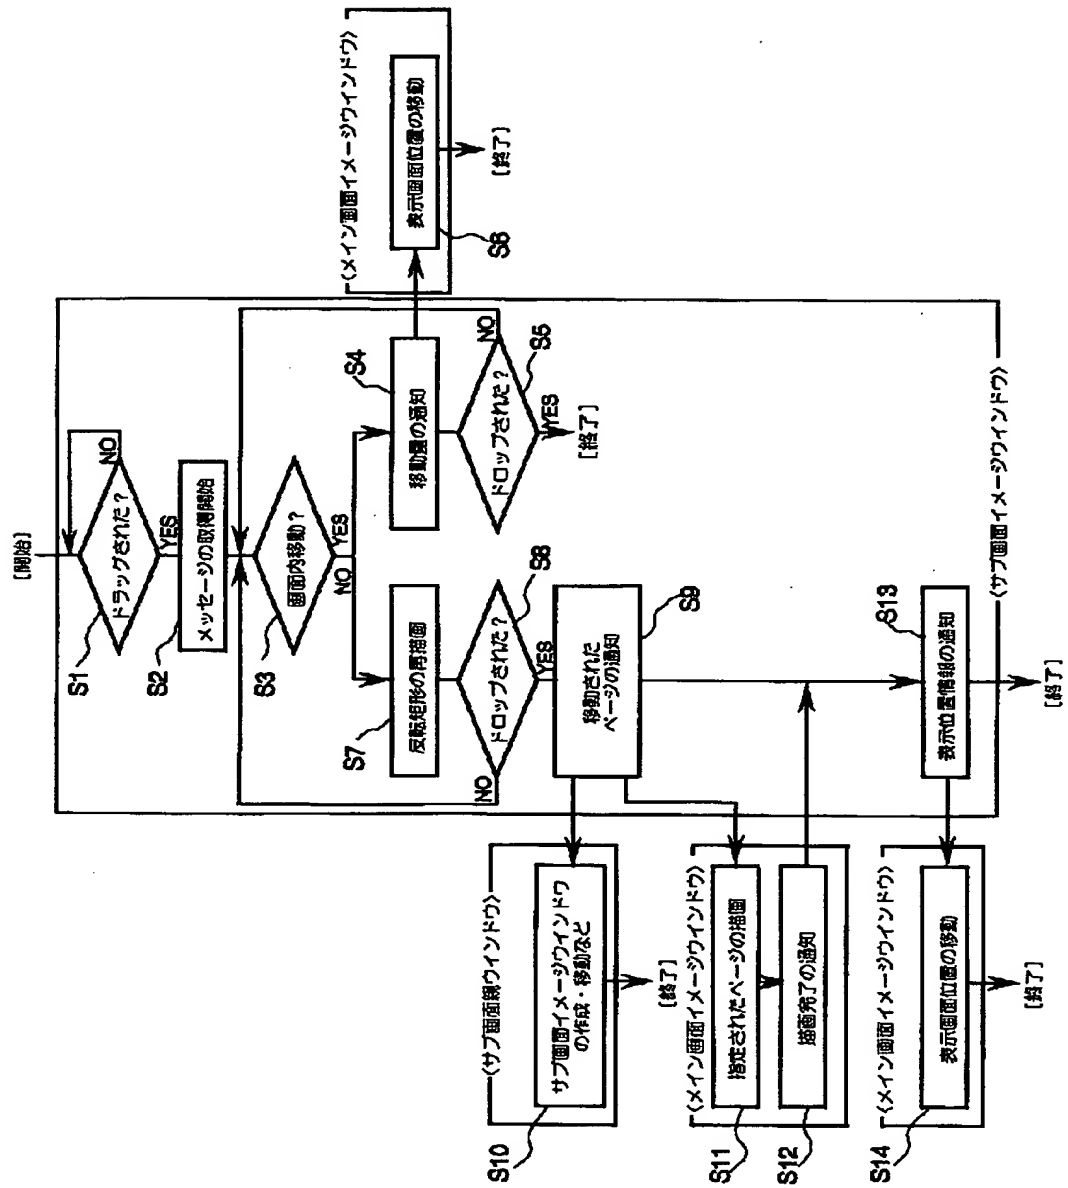 [開始]
ドラッグされた?
NO
YES
S1
メッセージの取得開始
S2
画面内移動?
S3
NO
YES
移動量の通知
S4
ドロップされた?
NO
S5
YES
[終了]
〈メイン画面イメージウインドウ〉
表示画面位置の移動
S6
[終了]
反転矩形の再描画
S7
ドロップされた?
S8
NO
YES
移動された
ページの通知
S9
〈サブ画面親ウインドウ〉
サブ画面イメージウインドウ
の作成・移動など
S10
[終了]
〈メイン画面イメージウインドウ〉
指定されたページの描画
S11
描画完了の通知
S12
表示位置情報の通知
S13
〈サブ画面イメージウインドウ〉
[終了]
〈メイン画面イメージウインドウ〉
表示画面位置の移動
S14
[終了]